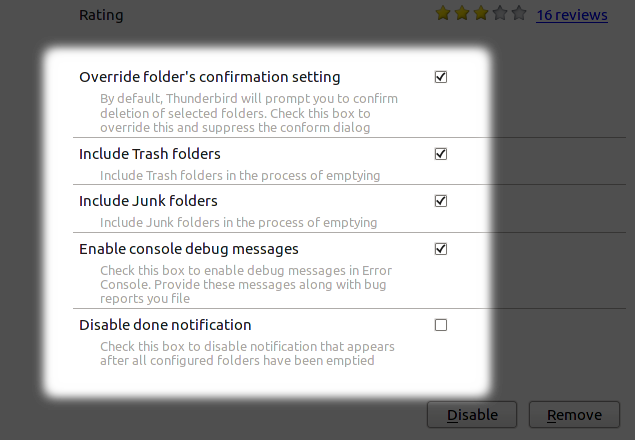 Rating 16 reviews
Override folder's confirmation setting
By default, Thunderbird will prompt you to confirm
deletion of selected folders. Check this box to
override this and suppress the conform dialog
Include Trash folders
Include Trash folders in the process of emptying
Include Junk folders
Include Junk folders in the process of emptying
Enable console debug messages
Check this box to enable debug messages in Error
Console. Provide these messages along with bug
reports you file
Disable done notification
Check this box to disable notification that appears
after all configured folders have been emptied
Disable Remove